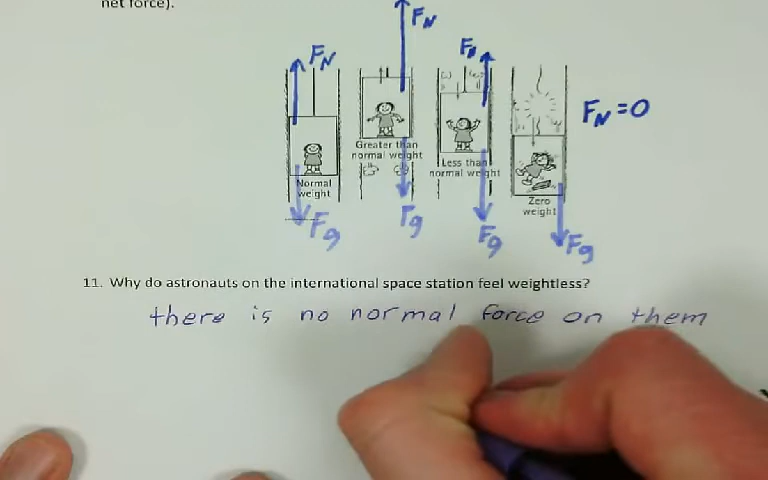 net force).
FN
FN
FN
FN=0
Greater than
normal weight
Less than
normal weight
Normal
weight
Zero
weight
Fg
Fg
Fg
Fg
11. Why do astronauts on the international space station feel weightless?
there is no normal force on them